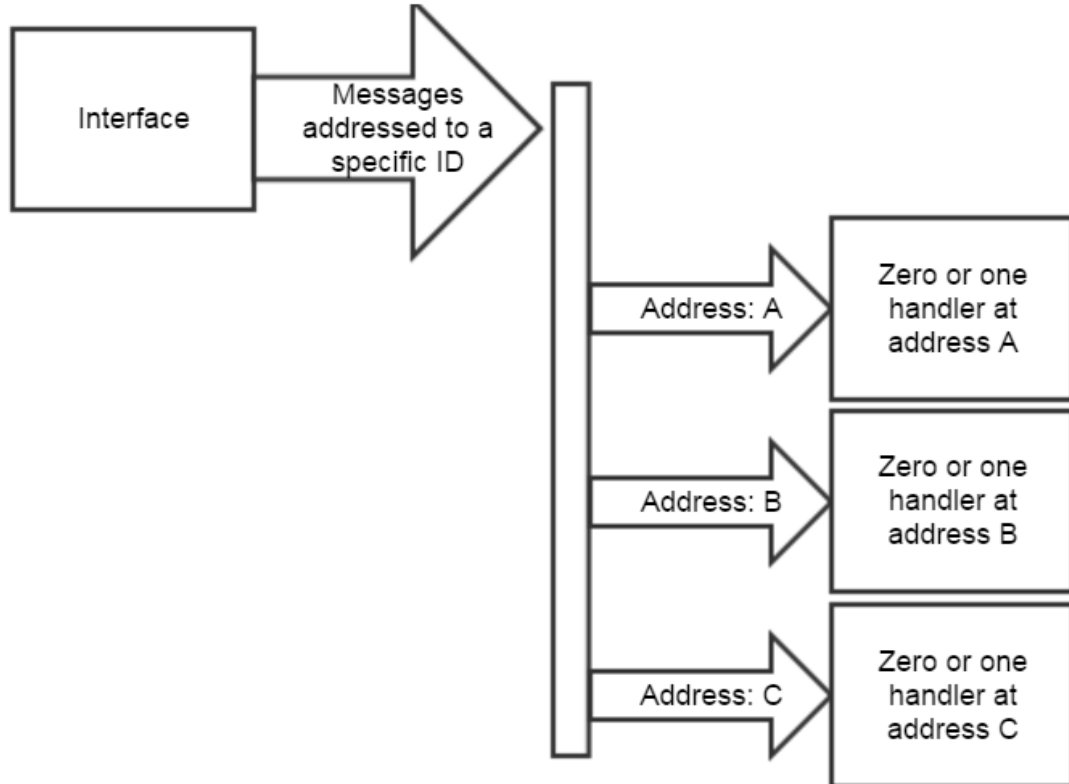 Interface
Messages
addressed to a
specific ID
Address: A
Zero or one
handler at
address A
Address: B
Zero or one
handler at
address B
Address: C
Zero or one
handler at
address C